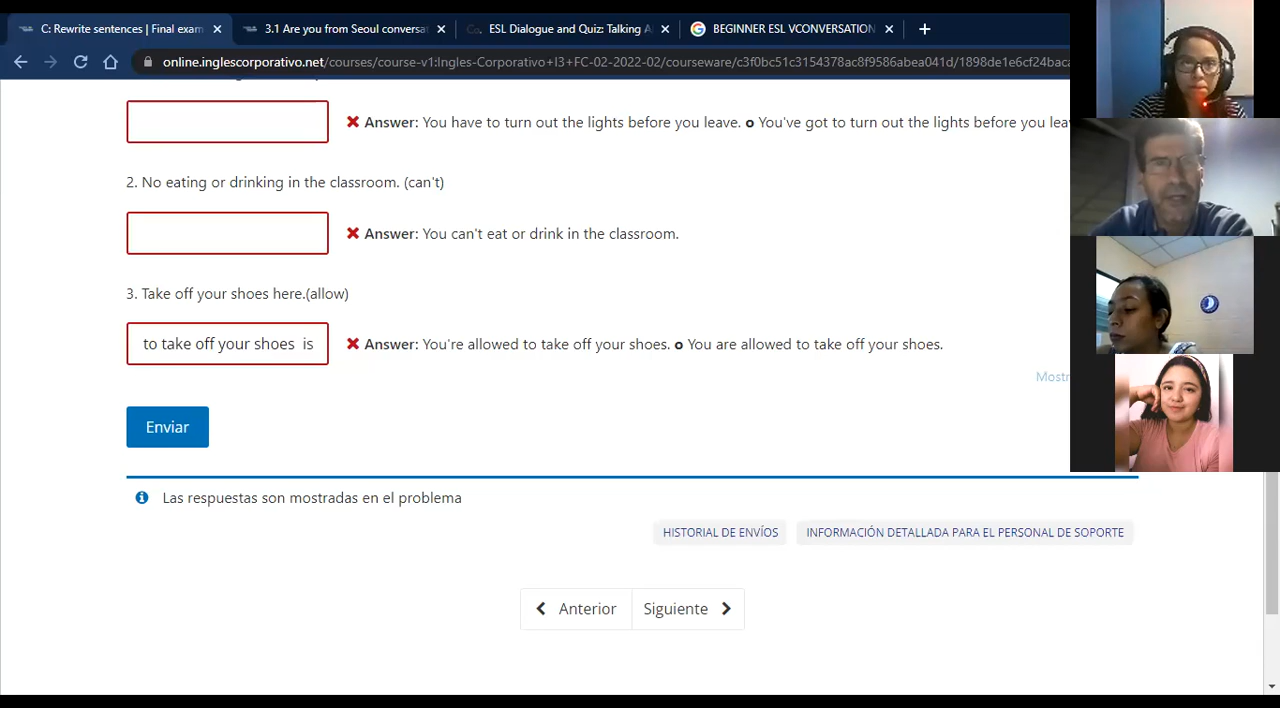 C: Rewrite sentences | Final exam
3.1 Are you from Seoul conversat
ESL Dialogue and Quiz: Talking A
BEGINNER ESL VCONVERSATION
online.inglescorporativo.net/courses/course-v1:Ingles-Corporativo+I3+FC-02-2022-02/courseware/c3f0bc51c3154378ac8f9586abea041d/1898de1e6cf24baca
Answer: You have to turn out the lights before you leave. o You've got to turn out the lights before you lea
2. No eating or drinking in the classroom. (can't)
Answer: You can't eat or drink in the classroom.
3. Take off your shoes here.(allow)
to take off your shoes is
Answer: You're allowed to take off your shoes. o You are allowed to take off your shoes.
Mostr
Enviar
Las respuestas son mostradas en el problema
HISTORIAL DE ENVÍOS
INFORMACIÓN DETALLADA PARA EL PERSONAL DE SOPORTE
Anterior
Siguiente